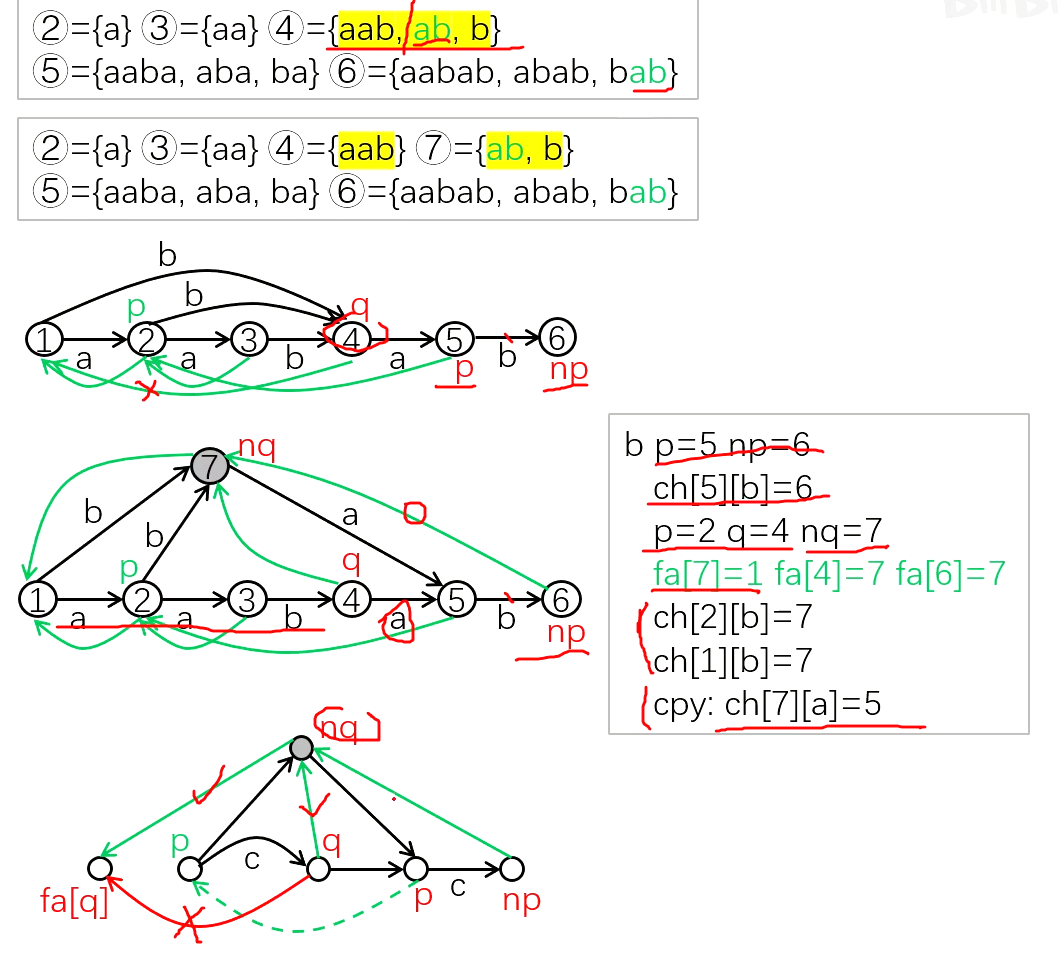 ②={a} ③={aa} ④={aab, ab, b}
⑤={aaba, aba, ba} ⑥={aabab, abab, bab}
②={a} ③={aa} ④={aab} ⑦={ab, b}
⑤={aaba, aba, ba} ⑥={aabab, abab, bab}
b
p b q
1 2 3 4 5 6
a a b a b
p np
7 nq
b b a
p q
1 2 3 4 5 6
a a b a b
np
b p=5 np=6
ch[5][b]=6
p=2 q=4 nq=7
fa[7]=1 fa[4]=7 fa[6]=7
ch[2][b]=7
ch[1][b]=7
cpy: ch[7][a]=5
nq
p c q
fa[q] p c np